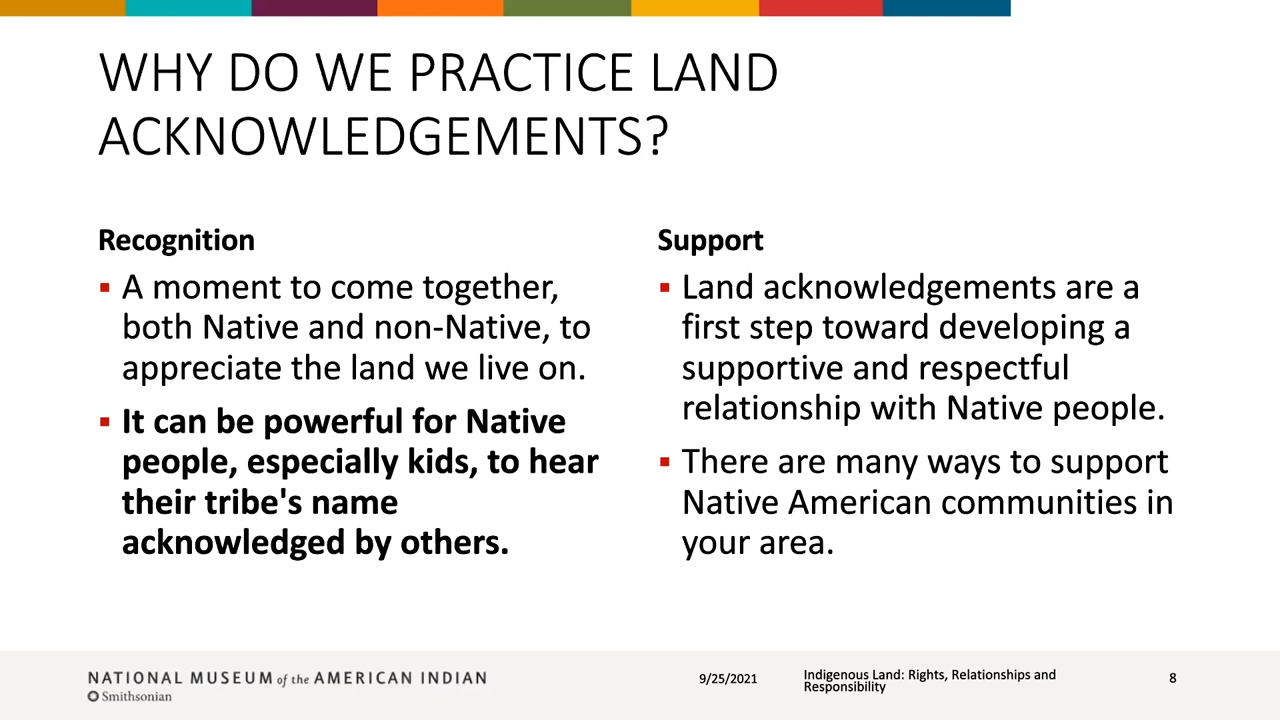 WHY DO WE PRACTICE LAND
ACKNOWLEDGEMENTS?
Recognition
▪ A moment to come together,
both Native and non-Native, to
appreciate the land we live on.
▪ It can be powerful for Native
people, especially kids, to hear
their tribe's name
acknowledged by others.
Support
▪ Land acknowledgements are a
first step toward developing a
supportive and respectful
relationship with Native people.
▪ There are many ways to support
Native American communities in
your area.
NATIONAL MUSEUM of the AMERICAN INDIAN
Smithsonian
9/25/2021
Indigenous Land: Rights, Relationships and
Responsibility
8